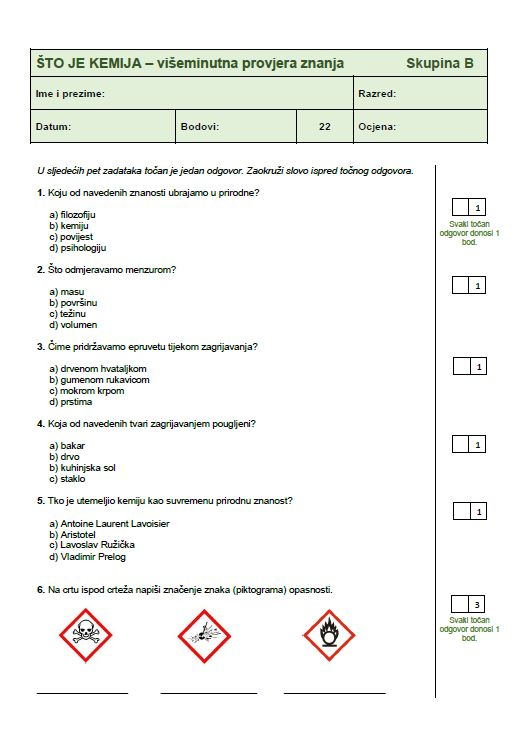 ŠTO JE KEMIJA – višeminutna provjera znanja Skupina B
Ime i prezime: Razred:
Datum: Bodovi: 22 Ocjena:
U sljedećih pet zadataka točan je jedan odgovor. Zaokruži slovo ispred točnog odgovora.
1. Koju od navedenih znanosti ubrajamo u prirodne?
1
Svaki točan
odgovor donosi 1
bod.
a) filozofiju
b) kemiju
c) povijest
d) psihologiju
2. Što odmjeravamo menzurom?
1
a) masu
b) površinu
c) težinu
d) volumen
3. Čime pridržavamo epruvetu tijekom zagrijavanja?
1
a) drvenom hvataljkom
b) gumenom rukavicom
c) mokrom krpom
d) prstima
4. Koja od navedenih tvari zagrijavanjem pougljeni?
1
a) bakar
b) drvo
b) kuhinjska sol
c) staklo
5. Tko je utemeljio kemiju kao suvremenu prirodnu znanost?
1
a) Antoine Laurent Lavoisier
b) Aristotel
c) Lavoslav Ružička
d) Vladimir Prelog
6. Na crtu ispod crteža napiši značenje znaka (piktograma) opasnosti.
3
Svaki točan
odgovor donosi 1
bod.